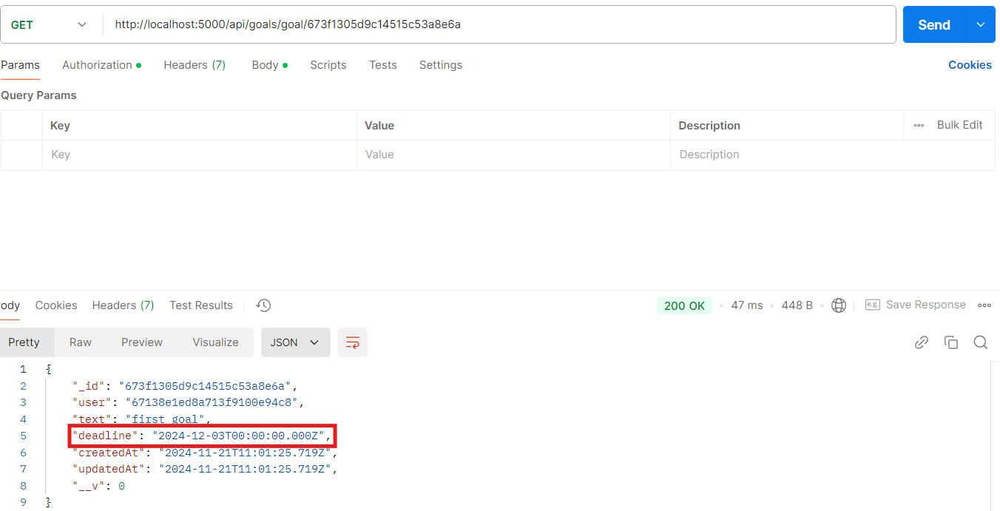 GET http://localhost:5000/api/goals/goal/673f1305d9c14515c53a8e6a Send
Params Authorization Headers (7) Body Scripts Tests Settings Cookies
Query Params
Key Value Description Bulk Edit
Key Value Description
ody Cookies Headers (7) Test Results 200 OK 47 ms 448 B e.g. Save Response
Pretty Raw Preview Visualize JSON
1 {
2 "_id": "673f1305d9c14515c53a8e6a",
3 "user": "67138e1ed8a713f9100e94c8",
4 "text": "first goal",
5 "deadline": "2024-12-03T00:00:00.000Z",
6 "createdAt": "2024-11-21T11:01:25.719Z",
7 "updatedAt": "2024-11-21T11:01:25.719Z",
8 "__v": 0
9 }